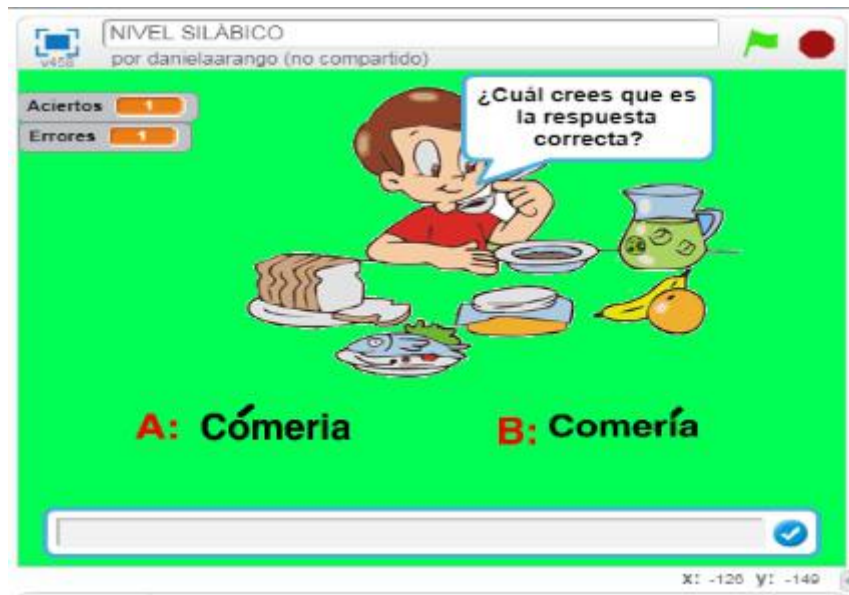 NIVEL SILÀBICO
v458
por danielaarango (no compartido)
Aciertos 1
Errores 1
¿Cuál crees que es
la respuesta
correcta?
A: Cómeria
B: Comería
x: -126 y: -149